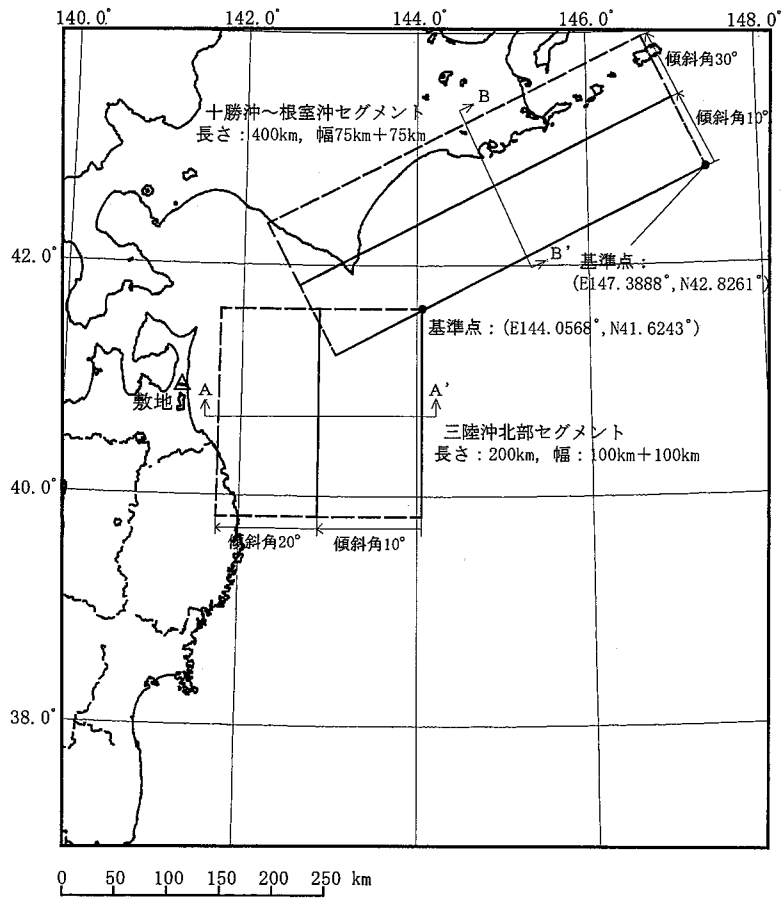 140.0° 142.0° 144.0° 146.0° 148.0°
傾斜角30°
B
十勝沖～根室沖セグメント
長さ：400km, 幅75km＋75km
傾斜角10°
42.0°
B'
基準点：
(E147.3888°,N42.8261°)
基準点：(E144.0568°,N41.6243°)
敷地
A
A'
三陸沖北部セグメント
長さ：200km, 幅：100km＋100km
40.0°
傾斜角20°
傾斜角10°
38.0°
0 50 100 150 200 250 km